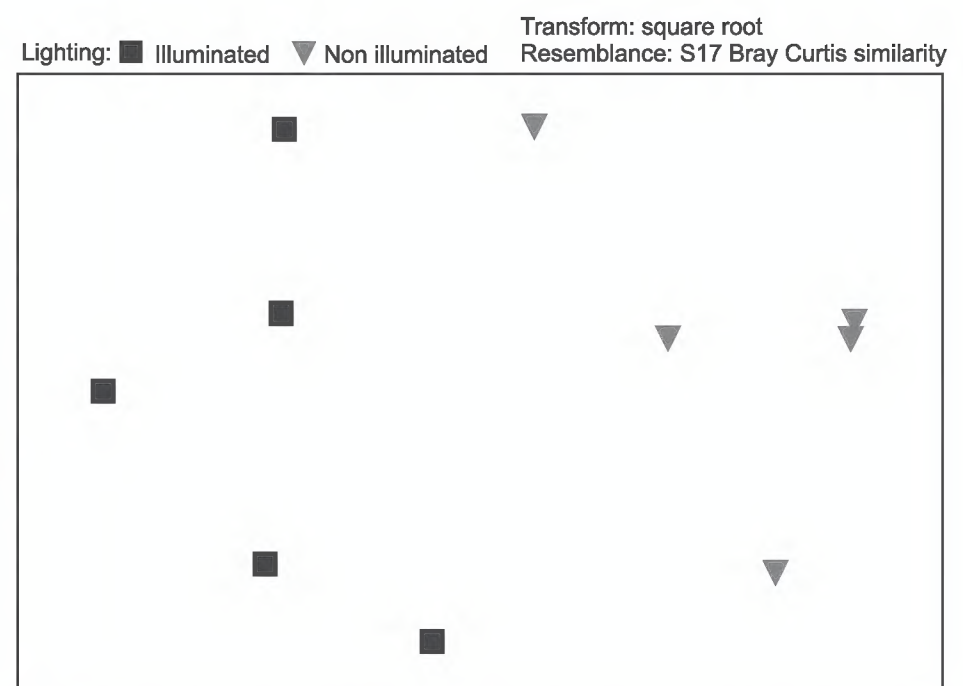 Transform: square root
Lighting: Illuminated Non illuminated Resemblance: S17 Bray Curtis similarity